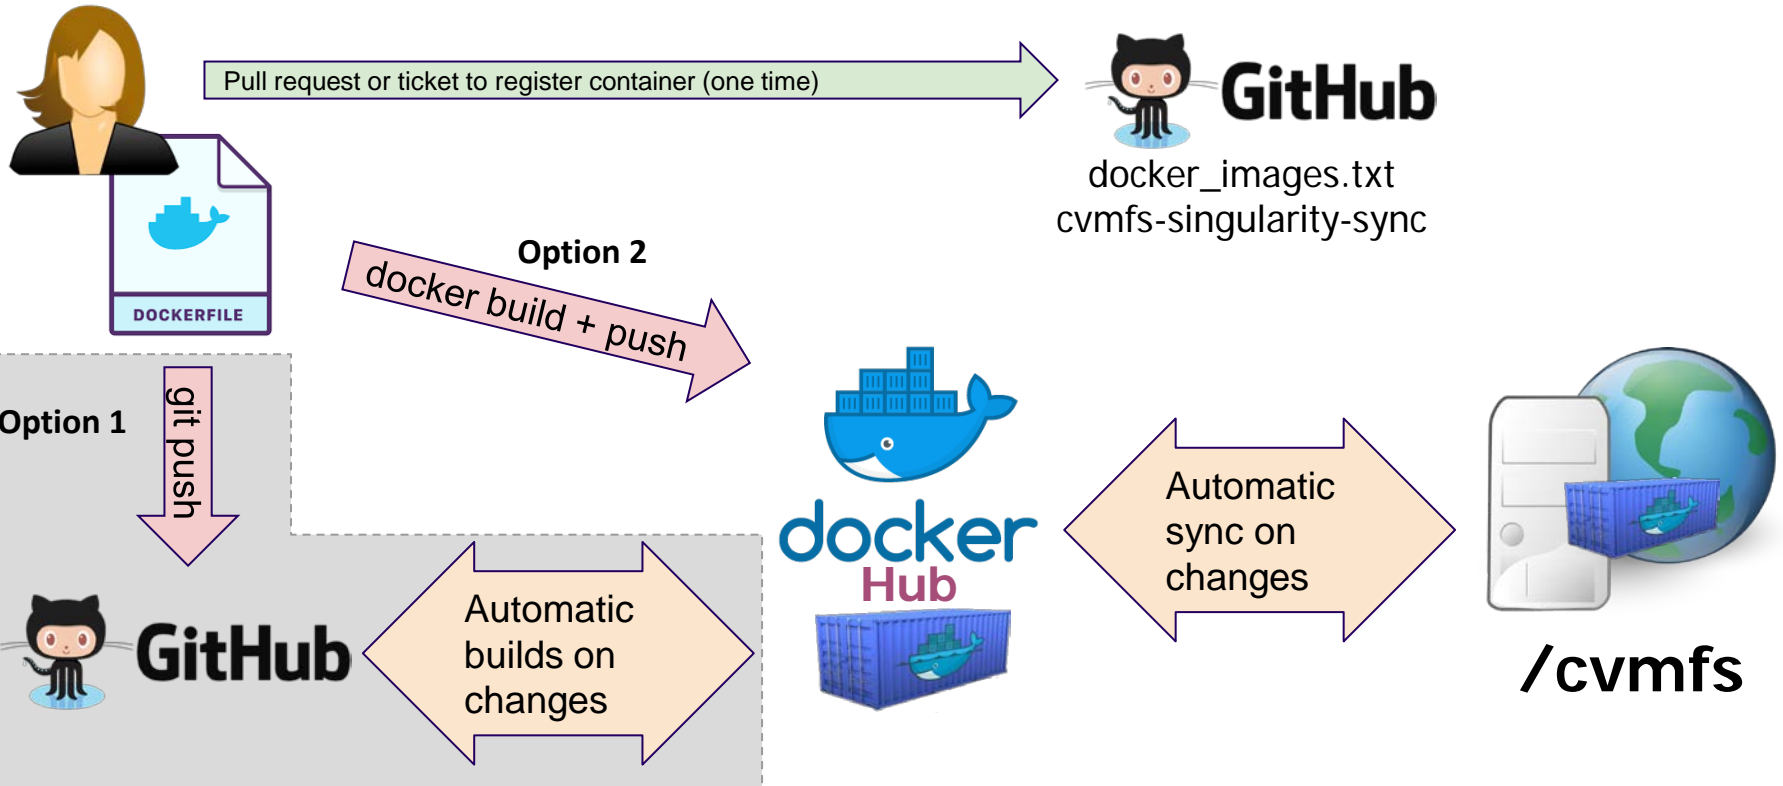 Pull request or ticket to register container (one time)
GitHub
docker_images.txt
cvmfs-singularity-sync
DOCKERFILE
Option 2
docker build + push
Option 1
git push
GitHub
Automatic
builds on
changes
docker
Hub
Automatic
sync on
changes
/cvmfs